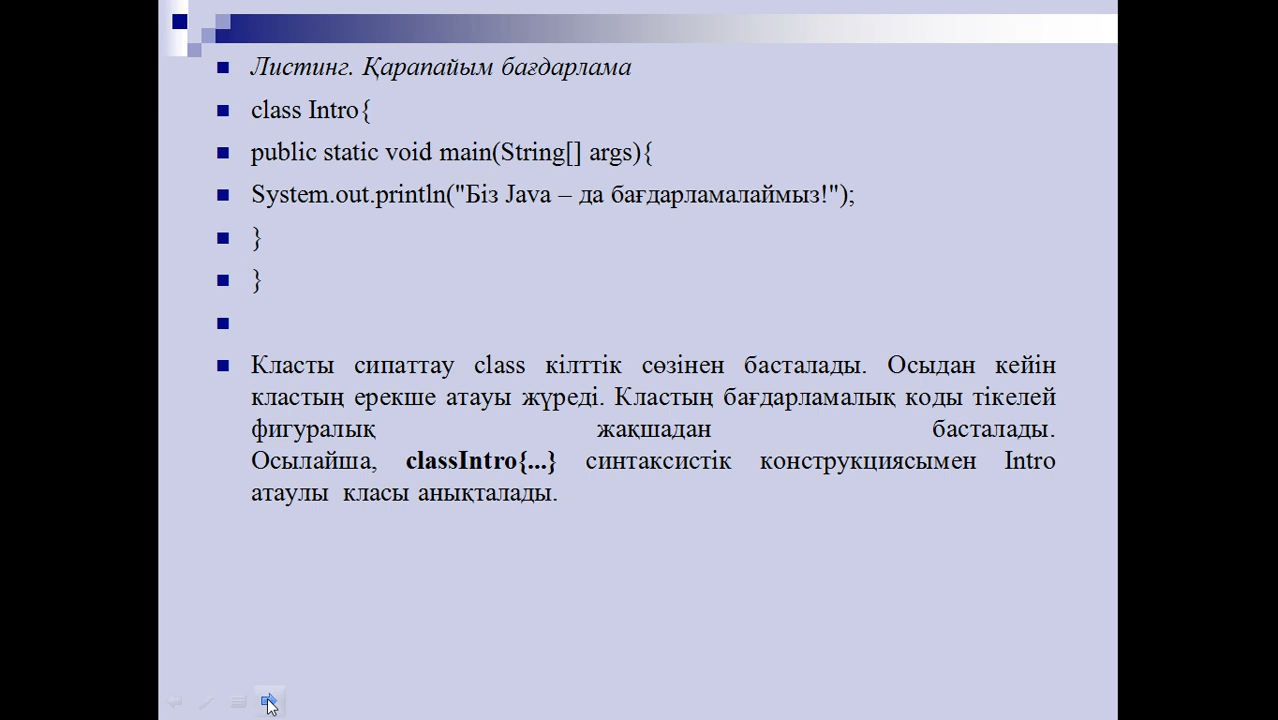 Листинг. Қарапайым бағдарлама
class Intro{
public static void main(String[] args){
System.out.println("Біз Java – да бағдарламалаймыз!");
}
}
Класты сипаттау class кілттік сөзінен басталады. Осыдан кейін
кластың ерекше атауы жүреді. Кластың бағдарламалық коды тікелей
фигуралық жақшадан басталады.
Осылайша, classIntro{...} синтаксистік конструкциясымен Intro
атаулы класы анықталады.